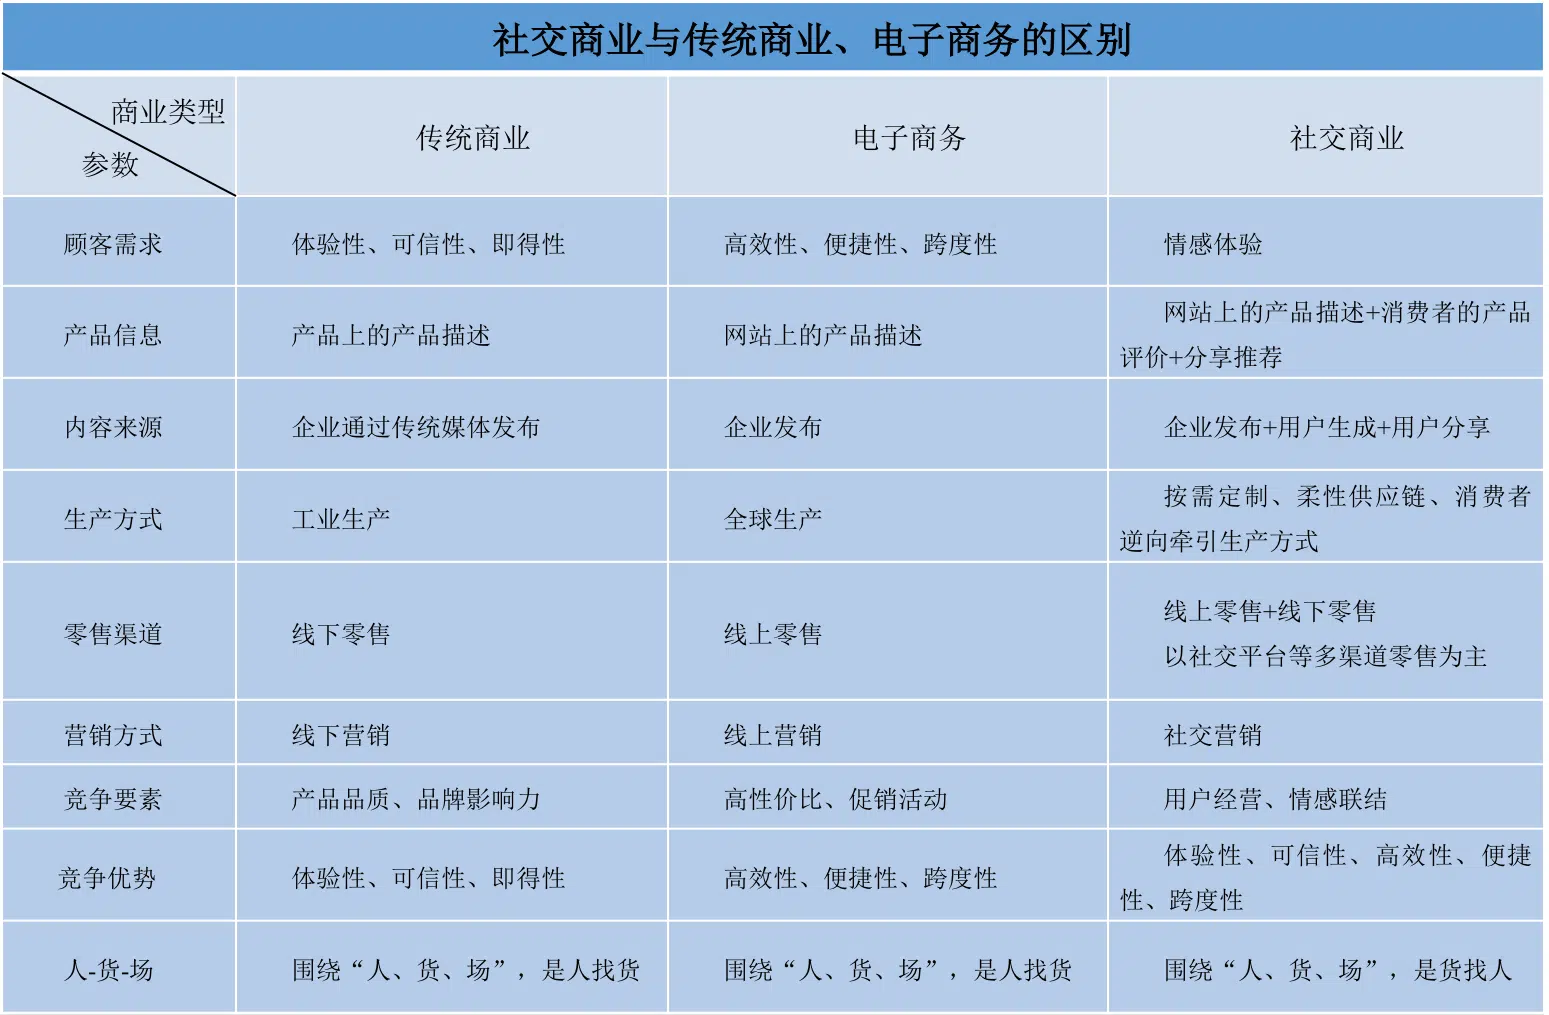 社交商业与传统商业、电子商务的区别
商业类型
参数
传统商业
电子商务
社交商业
顾客需求
体验性、可信性、即得性
高效性、便捷性、跨度性
情感体验
产品信息
产品上的产品描述
网站上的产品描述
网站上的产品描述+消费者的产品
评价+分享推荐
内容来源
企业通过传统媒体发布
企业发布
企业发布+用户生成+用户分享
生产方式
工业生产
全球生产
按需定制、柔性供应链、消费者
逆向牵引生产方式
零售渠道
线下零售
线上零售
线上零售+线下零售
以社交平台等多渠道零售为主
营销方式
线下营销
线上营销
社交营销
竞争要素
产品品质、品牌影响力
高性价比、促销活动
用户经营、情感联结
竞争优势
体验性、可信性、即得性
高效性、便捷性、跨度性
体验性、可信性、高效性、便捷
性、跨度性
人-货-场
围绕“人、货、场”，是人找货
围绕“人、货、场”，是人找货
围绕“人、货、场”，是货找人